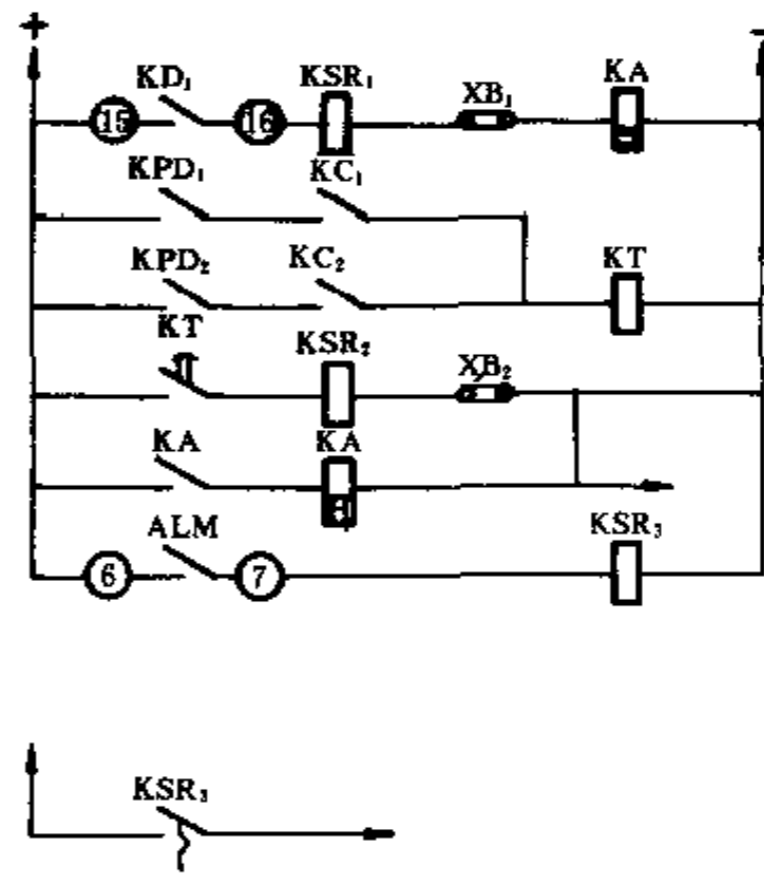 + −
KD₁ KSR₁ XB₁ KA
15 16
KPD₁ KC₁
KPD₂ KC₂ KT
KT KSR₂ XB₂
KA KA
ALM KSR₃
6 7
KSR₃